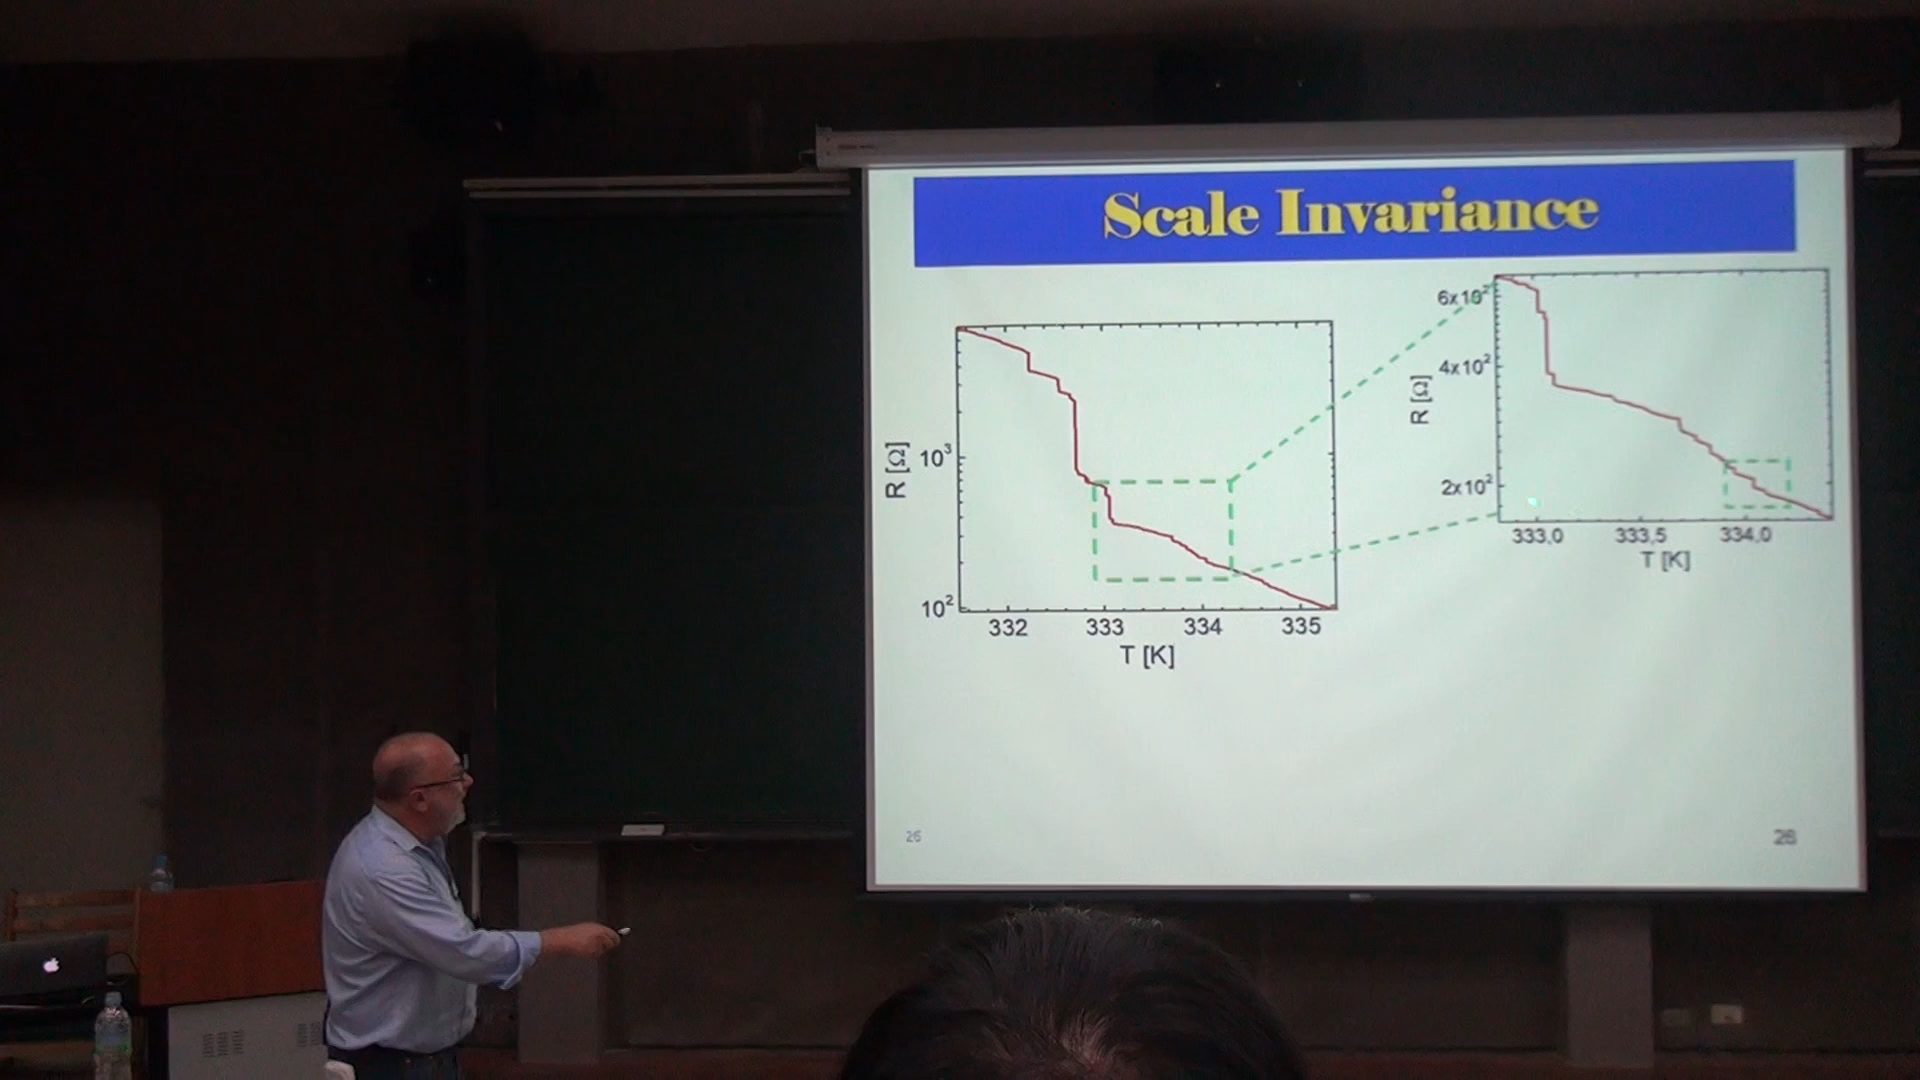 Scale Invariance
R [Ω]
10³
10²
332 333 334 335
T [K]
R [Ω]
6x10²
4x10²
2x10²
333,0 333,5 334,0
T [K]
26
26